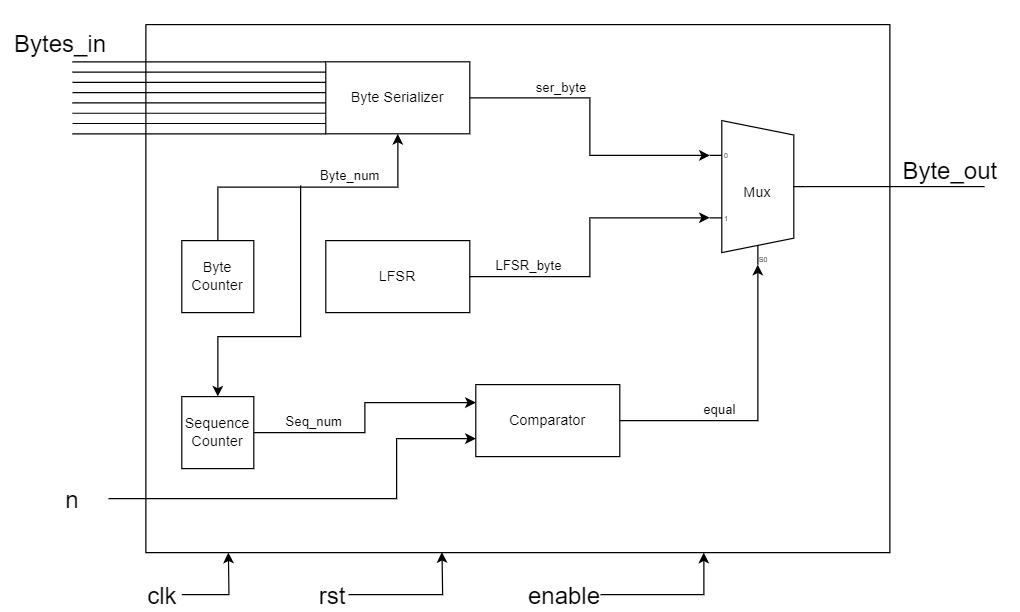 Bytes_in
Byte Serializer
ser_byte
0
Byte_num
Byte_out
Mux
1
Byte
Counter
LFSR
LFSR_byte
S0
Sequence
Counter
Seq_num
Comparator
equal
n
clk
rst
enable